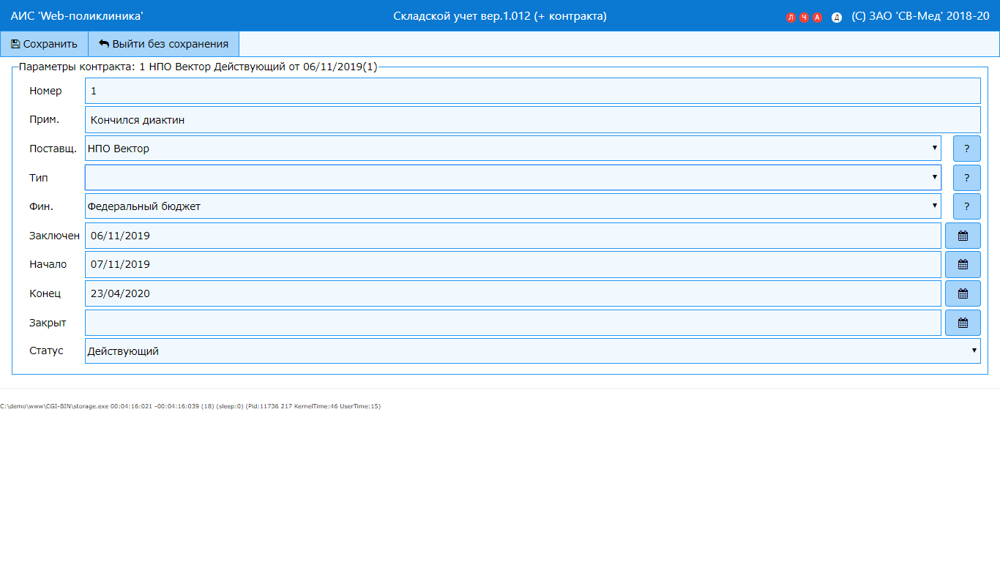 АИС 'Web-поликлиника' Складской учет вер.1.012 (+ контракта) Л Ч А Д (C) ЗАО 'СВ-Мед' 2018-20
Сохранить Выйти без сохранения
Параметры контракта: 1 НПО Вектор Действующий от 06/11/2019(1)
Номер 1
Прим. Кончился диактин
Поставщ. НПО Вектор ?
Тип ?
Фин. Федеральный бюджет ?
Заключен 06/11/2019
Начало 07/11/2019
Конец 23/04/2020
Закрыт
Статус Действующий
C:\demo\www\CGI-BIN\storage.exe 00:04:16:021 -00:04:16:039 (18) (sleep:0) (Pid:11736 217 KernelTime:46 UserTime:15)